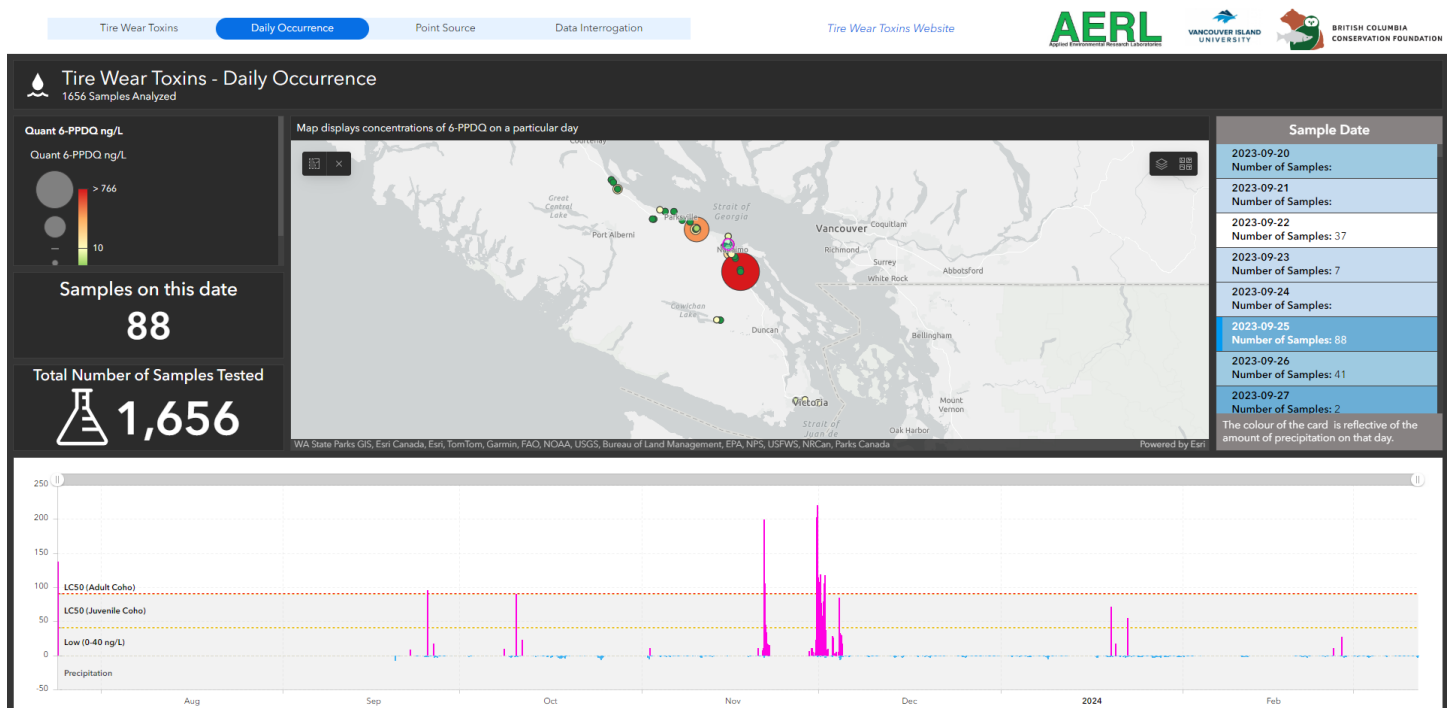 Tire Wear Toxins
Daily Occurrence
Point Source
Data Interrogation
Tire Wear Toxins Website
AERL
Applied Environmental Research Laboratories
VANCOUVER ISLAND
UNIVERSITY
BRITISH COLUMBIA
CONSERVATION FOUNDATION
Tire Wear Toxins - Daily Occurrence
1656 Samples Analyzed
Quant 6-PPDQ ng/L
Quant 6-PPDQ ng/L
> 766
10
Samples on this date
88
Total Number of Samples Tested
1,656
Map displays concentrations of 6-PPDQ on a particular day
Courtenay
Great
Central
Lake
Port Alberni
Parksville
Strait of
Georgia
Nanaimo
Vancouver
Coquitlam
Richmond
Surrey
White Rock
Abbotsford
Cowichan
Lake
Duncan
Bellingham
Victoria
Mount
Vernon
Strait of
Juan de
Oak Harbor
WA State Parks GIS, Esri Canada, Esri, TomTom, Garmin, FAO, NOAA, USGS, Bureau of Land Management, EPA, NPS, USFWS, NRCan, Parks Canada
Powered by Esri
Sample Date
2023-09-20
Number of Samples:
2023-09-21
Number of Samples:
2023-09-22
Number of Samples: 37
2023-09-23
Number of Samples: 7
2023-09-24
Number of Samples:
2023-09-25
Number of Samples: 88
2023-09-26
Number of Samples: 41
2023-09-27
Number of Samples: 2
The colour of the card is reflective of the
amount of precipitation on that day.
250
200
150
100
50
0
-50
LC50 (Adult Coho)
LC50 (Juvenile Coho)
Low (0-40 ng/L)
Precipitation
Aug
Sep
Oct
Nov
Dec
2024
Feb